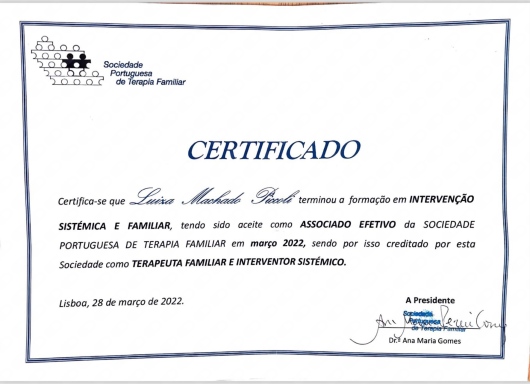 Sociedade
Portuguesa
de Terapia Familiar
CERTIFICADO
Certifica-se que Luiza Machado Piccoli terminou a formação em INTERVENÇÃO
SISTÉMICA E FAMILIAR, tendo sido aceite como ASSOCIADO EFETIVO da SOCIEDADE
PORTUGUESA DE TERAPIA FAMILIAR em março 2022, sendo por isso creditado por esta
Sociedade como TERAPEUTA FAMILIAR E INTERVENTOR SISTÉMICO.
Lisboa, 28 de março de 2022.
A Presidente
Sociedade
Portuguesa
de Terapia Familiar
Dr.ª Ana Maria Gomes